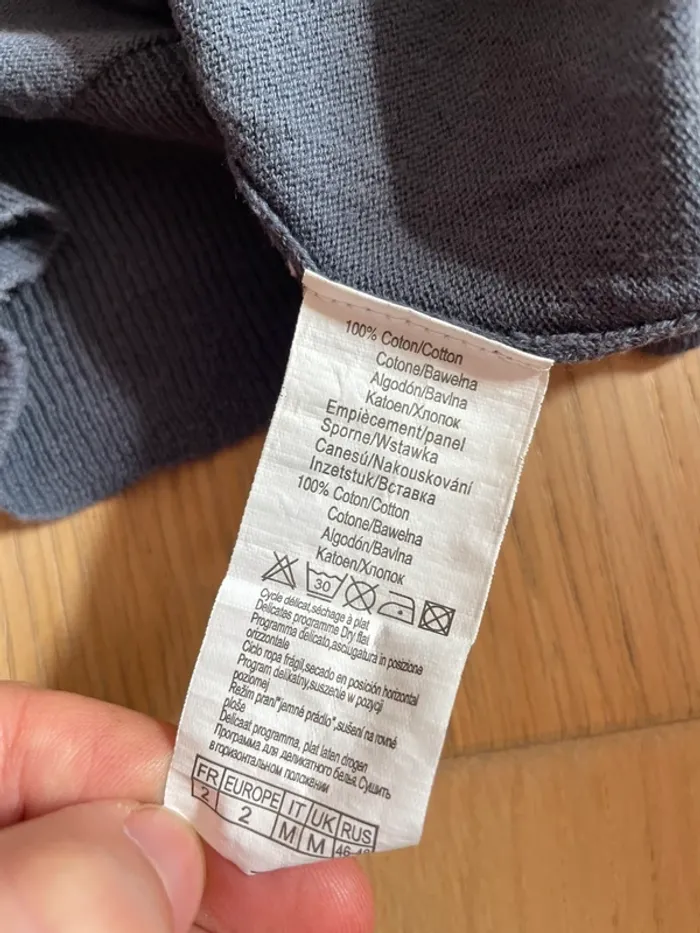 100% Coton/Cotton
Cotone/Bawełna
Algodón/Bavlna
Katoen/Хлопок
Empiècement/panel
Sporne/Wstawka
Canesú/Nakouskování
Inzetstuk/Вставка
100% Coton/Cotton
Cotone/Bawełna
Algodón/Bavlna
Katoen/Хлопок
30
Cycle délicat,séchage à plat
Delicates programme Dry flat
Programma delicato,asciugatura in posizione
orizzontale
Ciclo ropa frágil,secado en posición horizontal
Program delikatny,suszenie w pozycji
poziomej
Režim praní"jemné prádlo",sušení na rovné
ploše
Delicaat programma, plat laten drogen
Программа для деликатного белья. Сушить
в горизонтальном положении
FR EUROPE IT UK RUS
2 2 M M